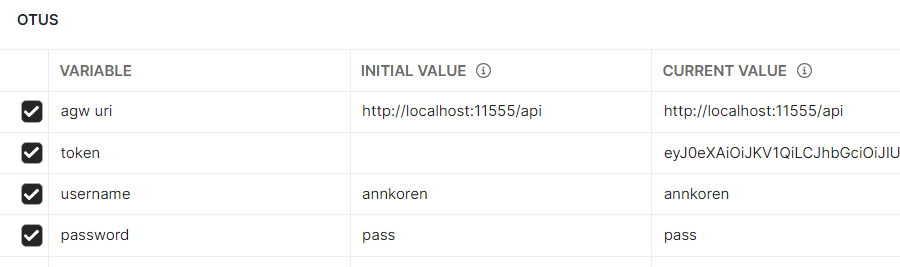 OTUS
VARIABLE INITIAL VALUE CURRENT VALUE
agw uri http://localhost:11555/api http://localhost:11555/api
token eyJ0eXAiOiJKV1QiLCJhbGciOiJIU
username annkoren annkoren
password pass pass